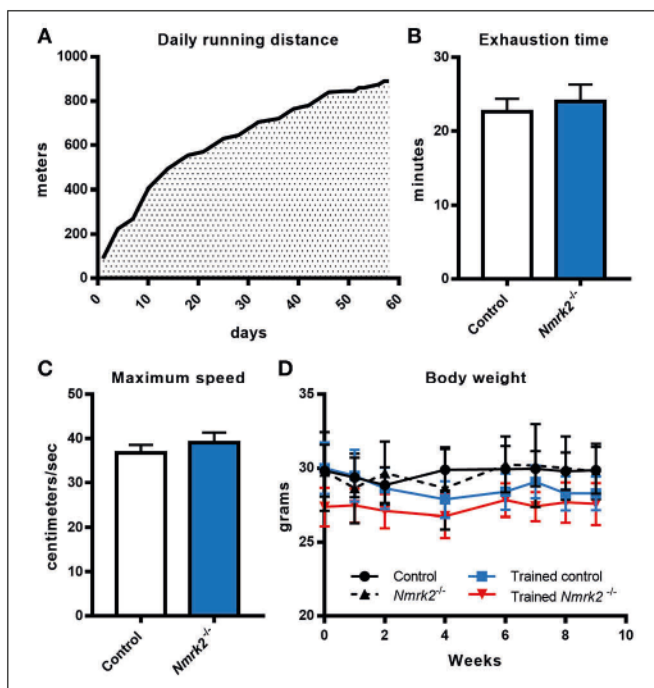 A Daily running distance
1000
800
600
400
200
0
meters
0 10 20 30 40 50 60
days
B Exhaustion time
30
20
10
0
minutes
Control Nmrk2-/-
C Maximum speed
50
40
30
20
10
0
centimeters/sec
Control Nmrk2-/-
D Body weight
35
30
25
20
grams
Control Trained control
Nmrk2-/- Trained Nmrk2 -/-
0 2 4 6 8 10
Weeks